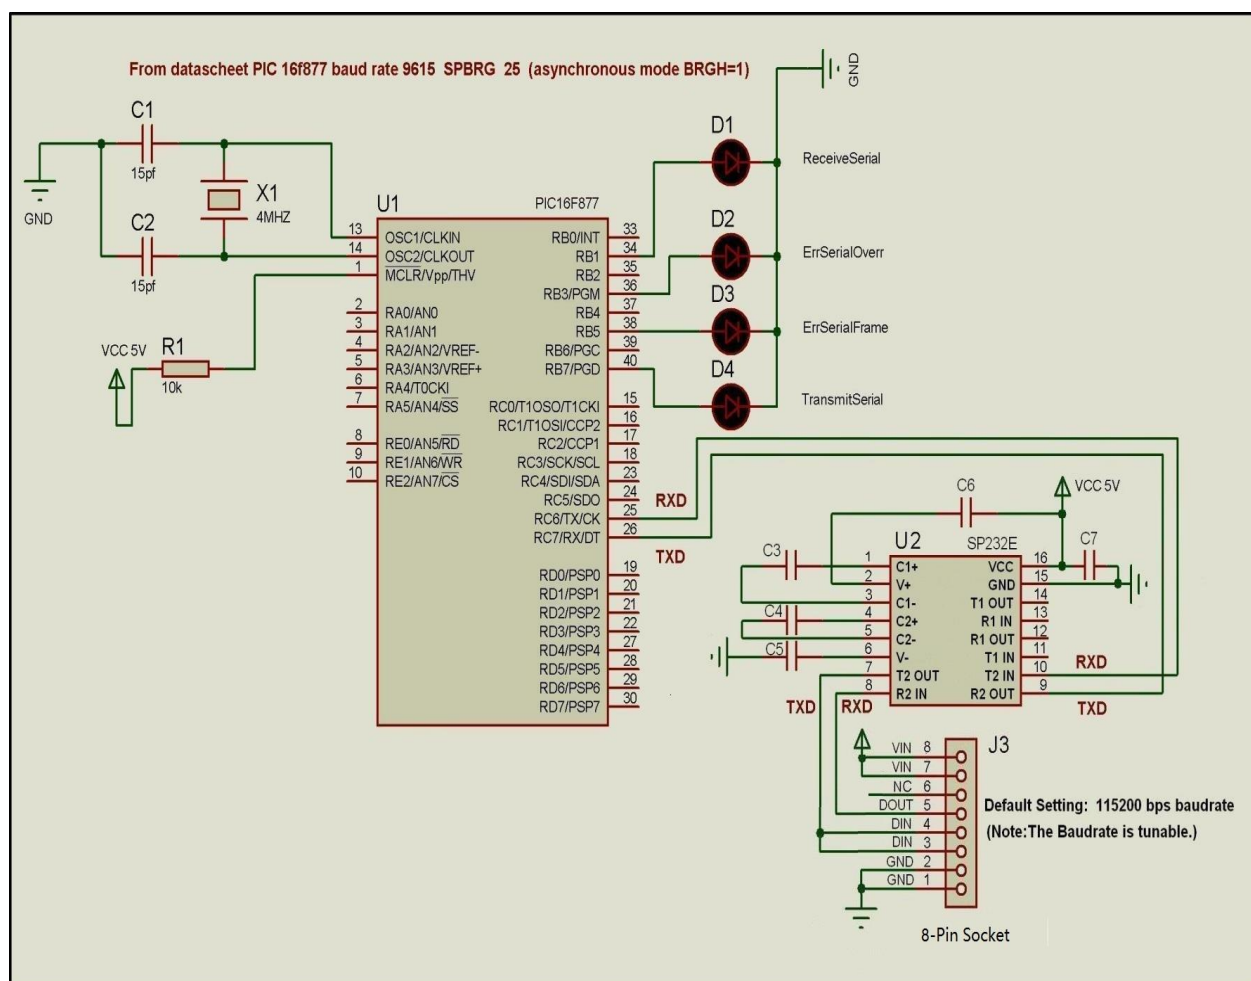 From datascheet PIC 16f877 baud rate 9615 SPBRG 25 (asynchronous mode BRGH=1)
GND
C1
15pf
X1
4MHZ
GND
C2
15pf
VCC 5V
R1
10k
U1
PIC16F877
13 OSC1/CLKIN
14 OSC2/CLKOUT
1 MCLR/Vpp/THV
2 RA0/AN0
3 RA1/AN1
4 RA2/AN2/VREF-
5 RA3/AN3/VREF+
6 RA4/T0CKI
7 RA5/AN4/SS
8 RE0/AN5/RD
9 RE1/AN6/WR
10 RE2/AN7/CS
RB0/INT 33
RB1 34
RB2 35
RB3/PGM 36
RB4 37
RB5 38
RB6/PGC 39
RB7/PGD 40
RC0/T1OSO/T1CKI 15
RC1/T1OSI/CCP2 16
RC2/CCP1 17
RC3/SCK/SCL 18
RC4/SDI/SDA 23
RC5/SDO 24
RC6/TX/CK 25
RC7/RX/DT 26
RD0/PSP0 19
RD1/PSP1 20
RD2/PSP2 21
RD3/PSP3 22
RD4/PSP4 27
RD5/PSP5 28
RD6/PSP6 29
RD7/PSP7 30
RXD
TXD
D1
ReceiveSerial
D2
ErrSerialOverr
D3
ErrSerialFrame
D4
TransmitSerial
C6
VCC 5V
C3
C4
C5
C7
U2
SP232E
1 C1+
2 V+
3 C1-
4 C2+
5 C2-
6 V-
7 T2 OUT
8 R2 IN
VCC 16
GND 15
T1 OUT 14
R1 IN 13
R1 OUT 12
T1 IN 11
T2 IN 10
R2 OUT 9
RXD
TXD
TXD RXD
J3
VIN 8
VIN 7
NC 6
DOUT 5
DIN 4
DIN 3
GND 2
GND 1
Default Setting: 115200 bps baudrate
(Note:The Baudrate is tunable.)
8-Pin Socket